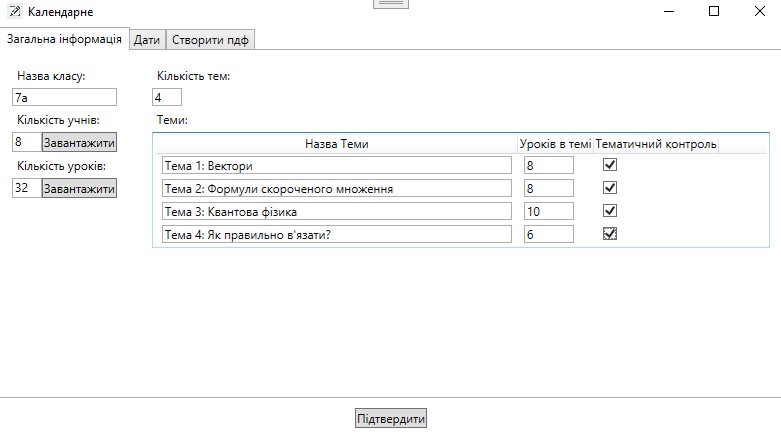 Календарне
Загальна інформація Дати Створити пдф
Назва класу: Кількість тем:
7а 4
Кількість учнів: Теми:
8 Завантажити Назва Теми Уроків в темі Тематичний контроль
Кількість уроків: Тема 1: Вектори 8
32 Завантажити Тема 2: Формули скороченого множення 8
Тема 3: Квантова фізика 10
Тема 4: Як правильно в'язати? 6
Підтвердити